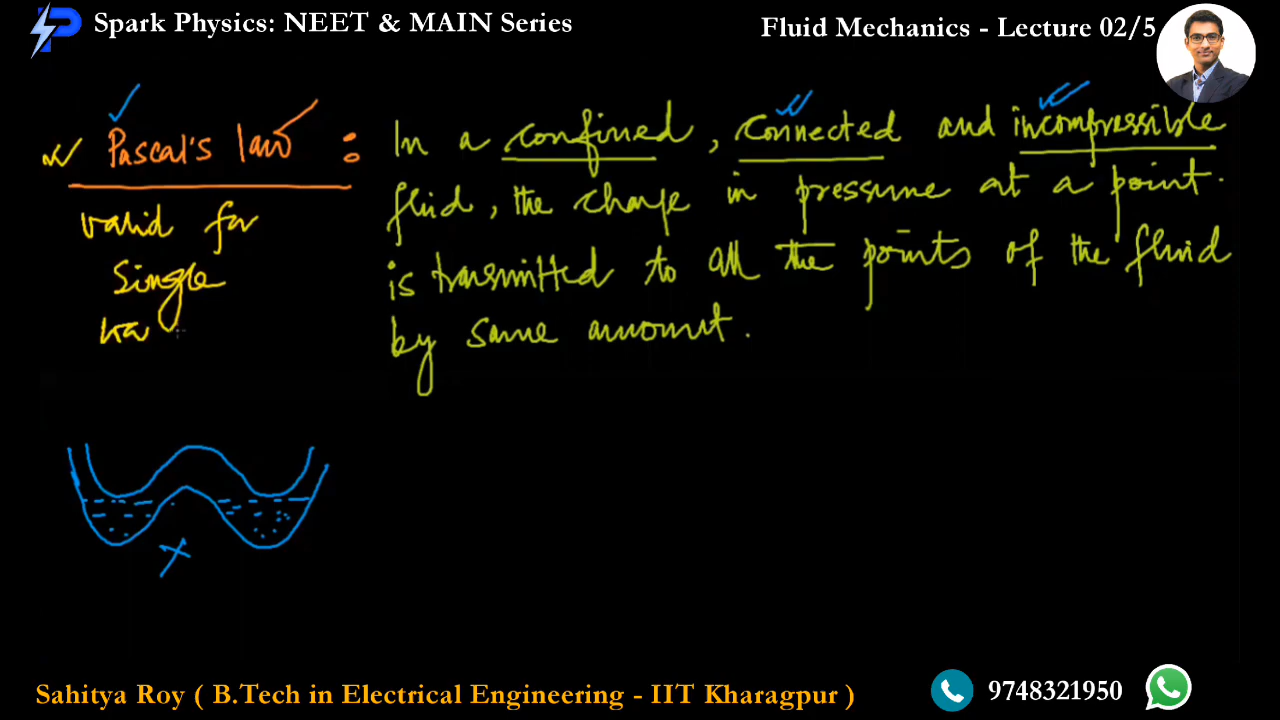 Spark Physics: NEET & MAIN Series
Fluid Mechanics - Lecture 02/5
Pascal's law :
valid for
Single
In a confined, connected and incompressible
fluid, the change in pressure at a point.
is transmitted to all the points of the fluid
by same amount.
Sahitya Roy ( B.Tech in Electrical Engineering - IIT Kharagpur )
9748321950